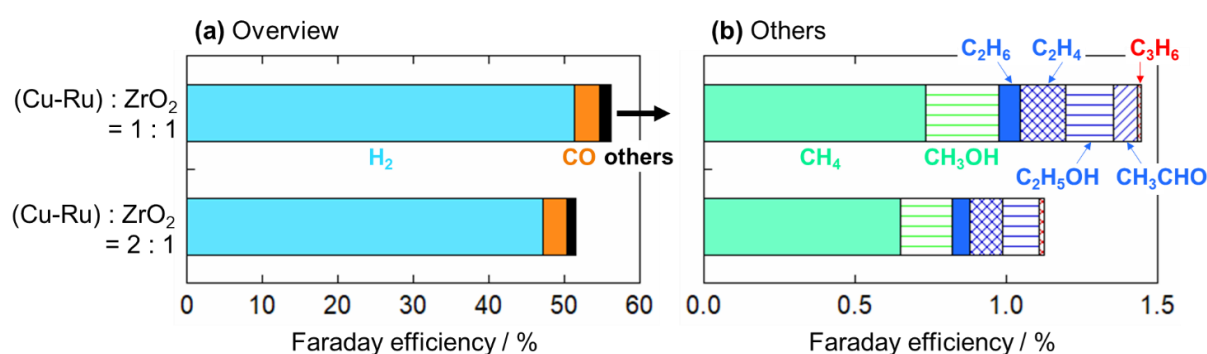 (a) Overview
(b) Others
C₂H₆ C₂H₄ C₃H₆
(Cu-Ru) : ZrO₂
= 1 : 1
H₂ CO others
CH₄ CH₃OH
C₂H₅OH CH₃CHO
(Cu-Ru) : ZrO₂
= 2 : 1
0 10 20 30 40 50 60
0.0 0.5 1.0 1.5
Faraday efficiency / %
Faraday efficiency / %